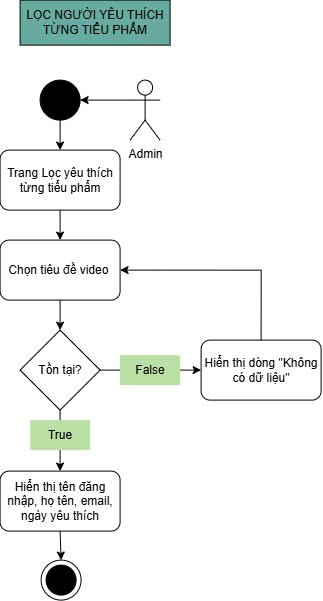 LỌC NGƯỜI YÊU THÍCH
TỪNG TIỂU PHẨM
Admin
Trang Lọc yêu thích
từng tiểu phẩm
Chọn tiêu đề video
Tồn tại?
False
Hiển thị dòng "Không
có dữ liệu"
True
Hiển thị tên đăng
nhập, họ tên, email,
ngày yêu thích